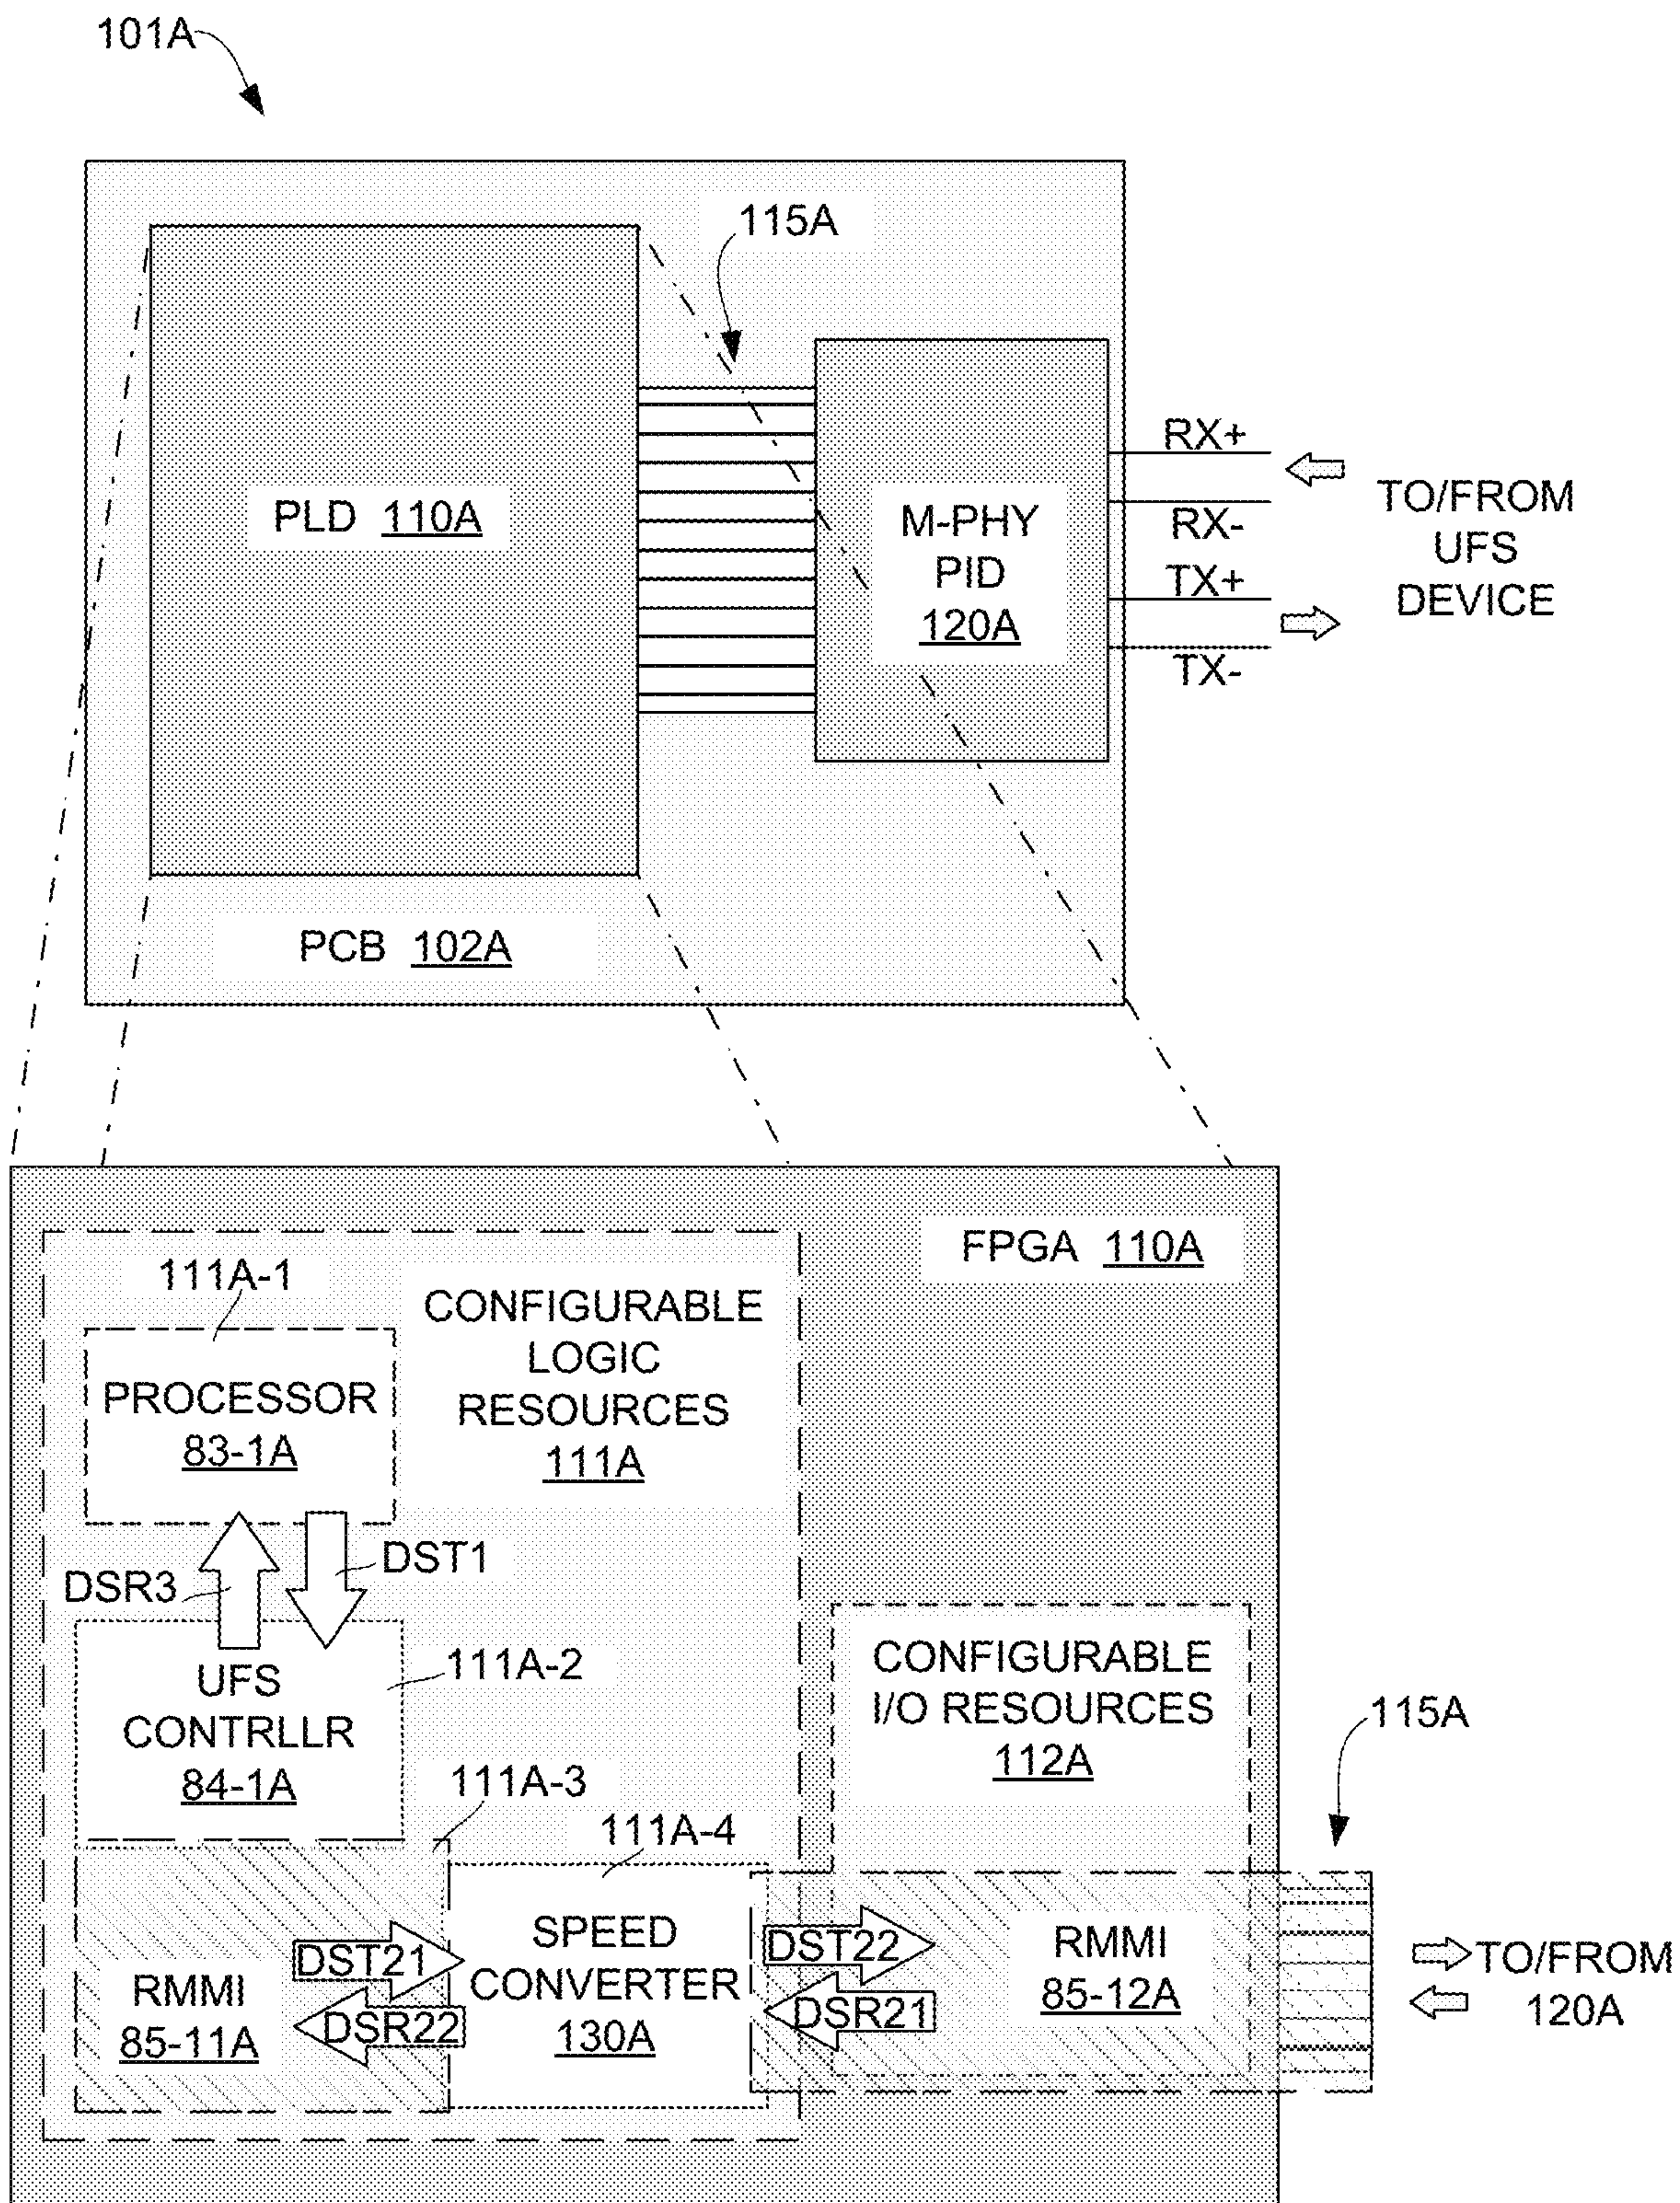 101A
115A
PLD 110A
M-PHY
PID
120A
RX+
RX-
TX+
TX-
TO/FROM
UFS
DEVICE
PCB 102A
FPGA 110A
111A-1
CONFIGURABLE
LOGIC
RESOURCES
111A
PROCESSOR
83-1A
DSR3
DST1
UFS
CONTRLLR
84-1A
111A-2
111A-3
111A-4
CONFIGURABLE
I/O RESOURCES
112A
115A
RMMI
85-11A
DST21
DSR22
SPEED
CONVERTER
130A
DST22
DSR21
RMMI
85-12A
TO/FROM
120A